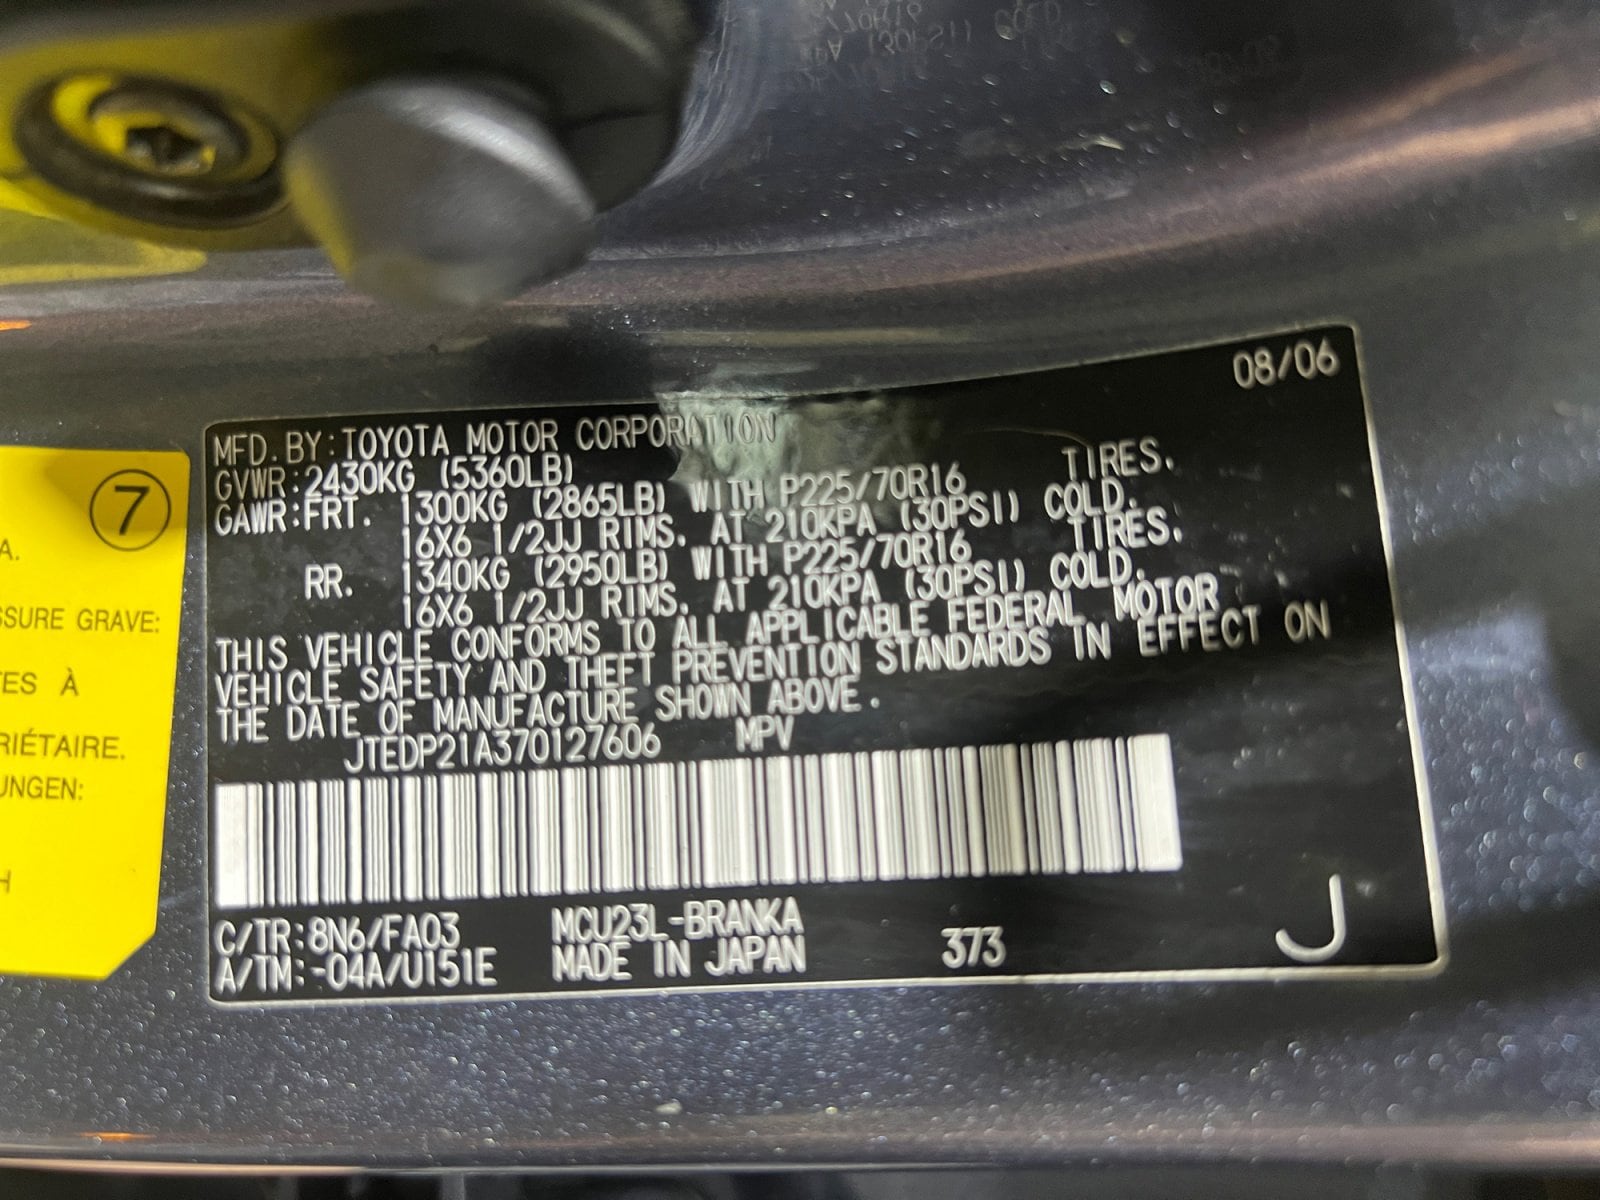 08/06
MFD. BY: TOYOTA MOTOR CORPORATION
GVWR: 2430KG (5360LB)
GAWR: FRT. 1300KG (2865LB) WITH P225/70R16 TIRES.
16X6 1/2JJ RIMS. AT 210KPA (30PSI) COLD.
RR. 1340KG (2950LB) WITH P225/70R16 TIRES.
16X6 1/2JJ RIMS. AT 210KPA (30PSI) COLD.
THIS VEHICLE CONFORMS TO ALL APPLICABLE FEDERAL MOTOR
VEHICLE SAFETY AND THEFT PREVENTION STANDARDS IN EFFECT ON
THE DATE OF MANUFACTURE SHOWN ABOVE.
JTEDP21A370127606 MPV
C/TR: 8N6/FA03 MCU23L-BRANKA
A/TM: -04A/U151E MADE IN JAPAN 373 J
7
A.
SSURE GRAVE:
TES À
RIÉTAIRE.
UNGEN:
H